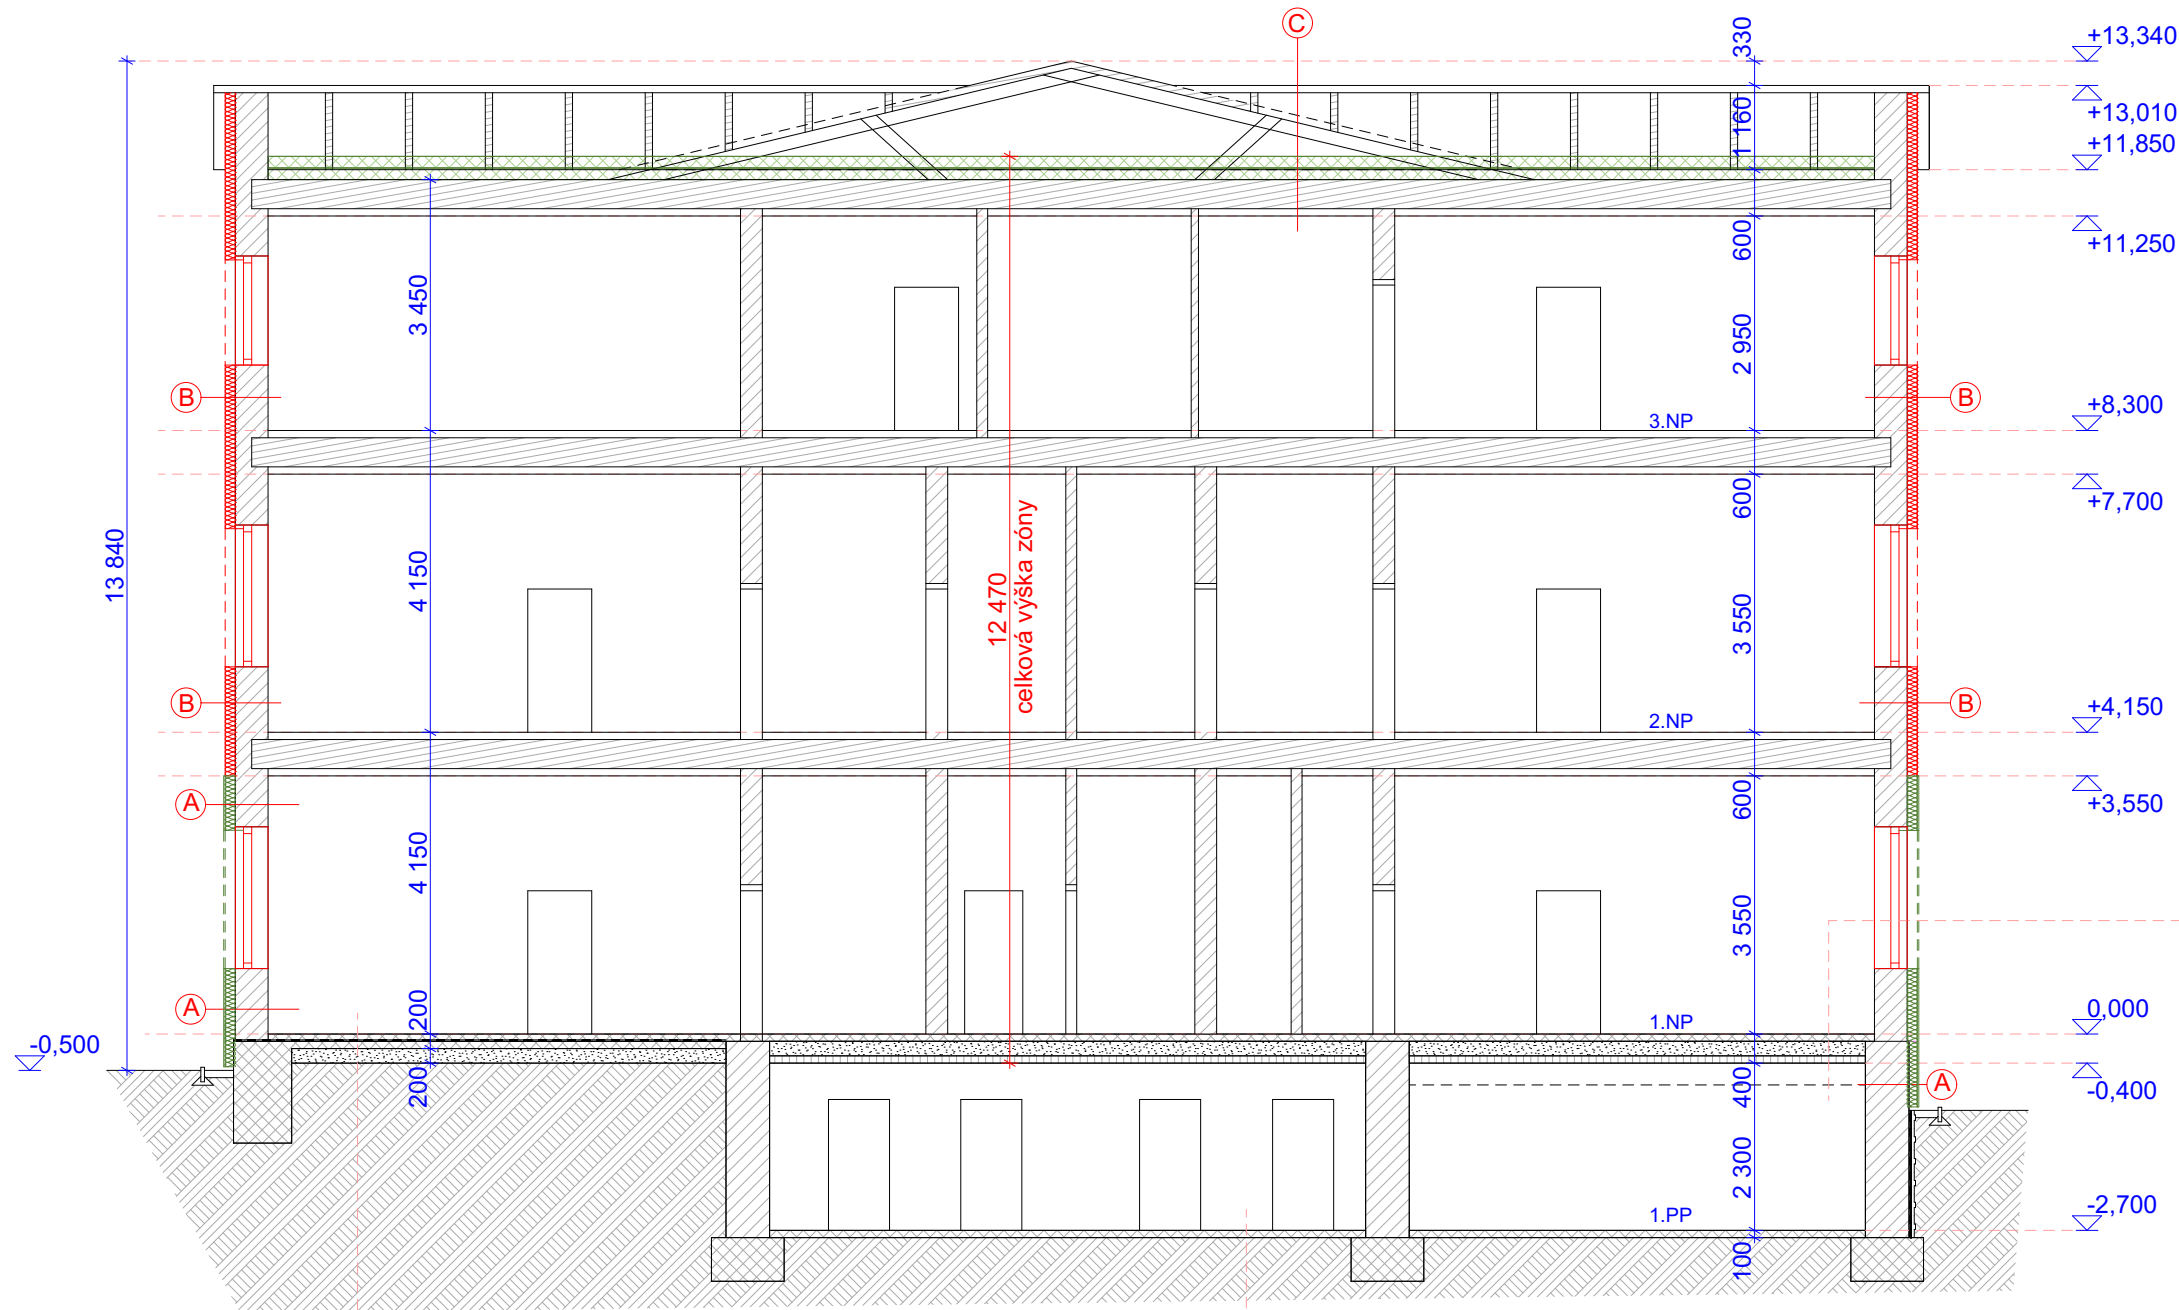 C
330
+13,340
1 160
+13,010
+11,850
600
+11,250
3 450
2 950
B
B
3.NP
+8,300
600
+7,700
13 840
4 150
12 470
celková výška zóny
3 550
B
B
2.NP
+4,150
600
+3,550
A
4 150
3 550
A
200
1.NP
0,000
-0,500
200
400
A
-0,400
2 300
1.PP
-2,700
100